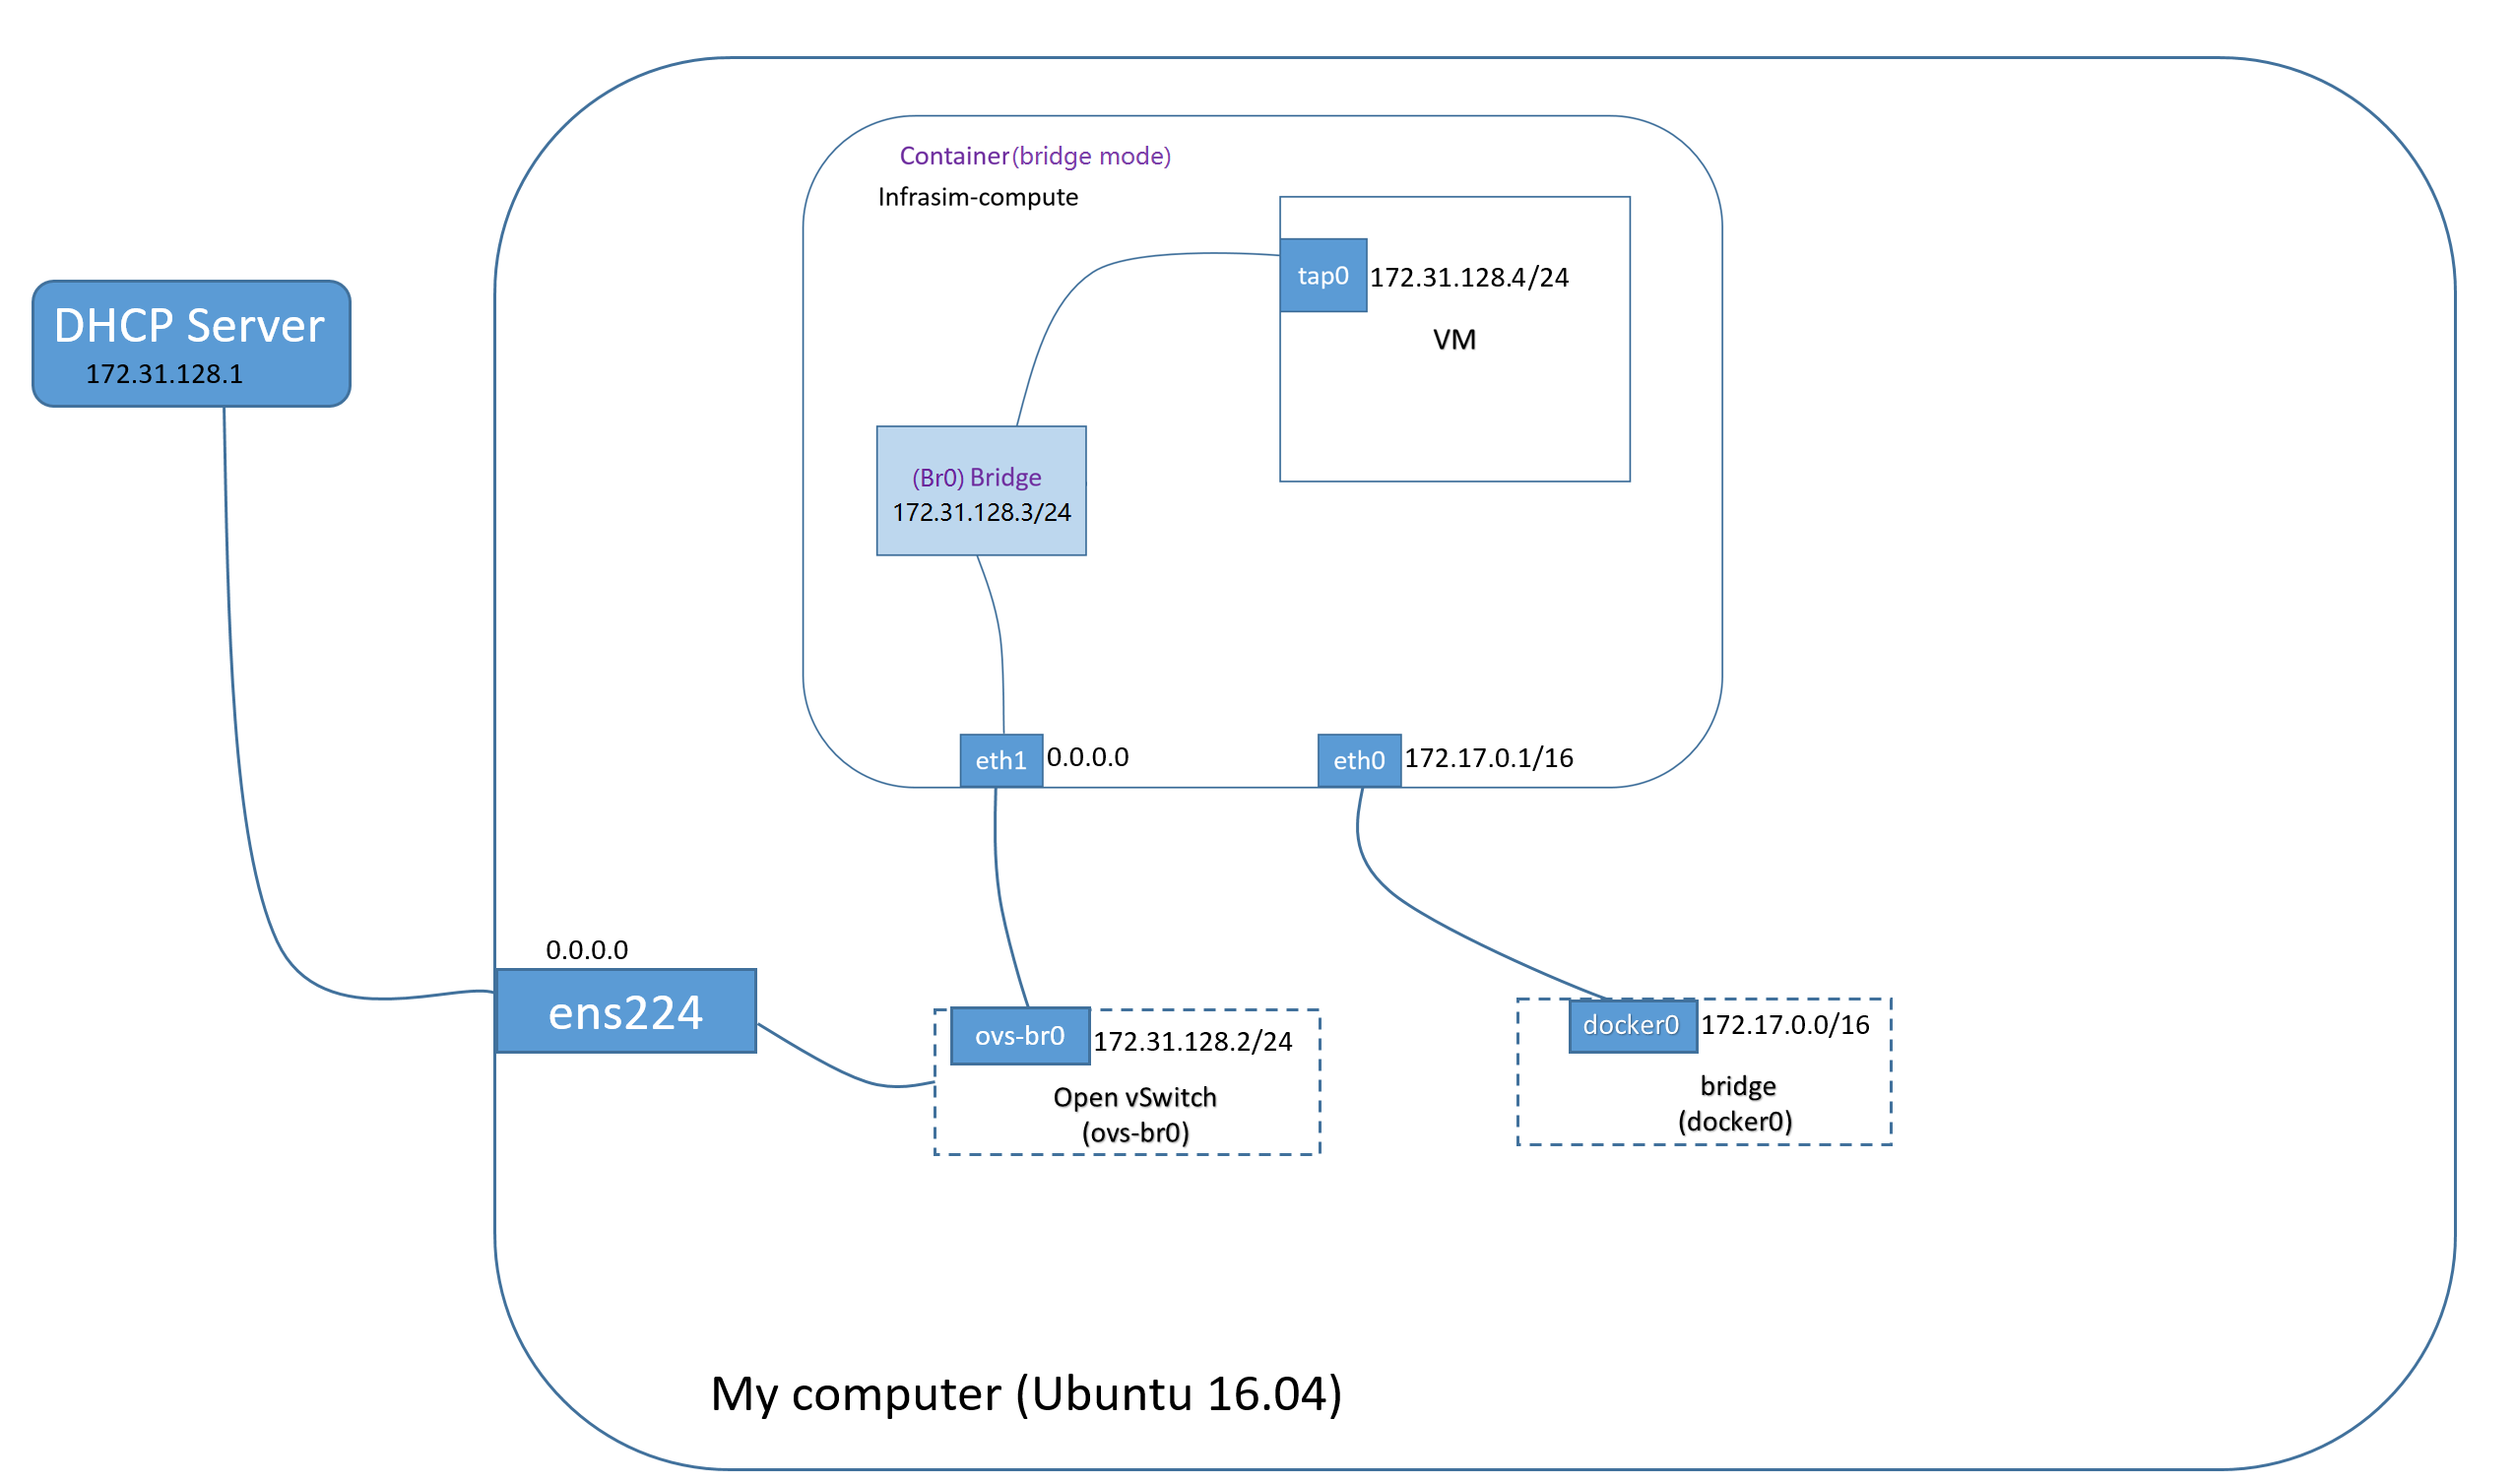 Container(bridge mode)
Infrasim-compute
tap0 172.31.128.4/24
VM
DHCP Server
172.31.128.1
(Br0) Bridge
172.31.128.3/24
eth1 0.0.0.0
eth0 172.17.0.1/16
0.0.0.0
ens224
ovs-br0 172.31.128.2/24
Open vSwitch
(ovs-br0)
docker0 172.17.0.0/16
bridge
(docker0)
My computer (Ubuntu 16.04)